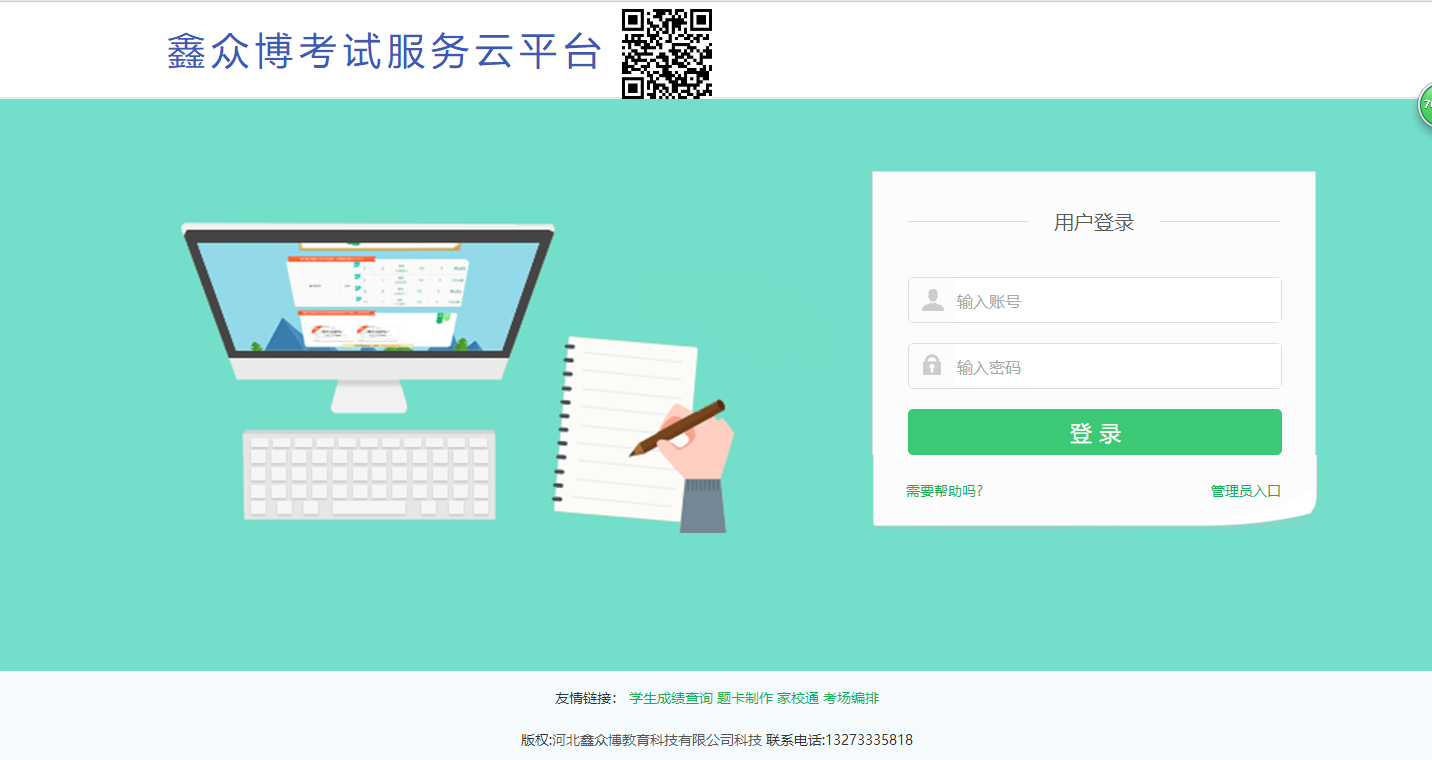 鑫众博考试服务云平台
用户登录
输入账号
输入密码
登 录
需要帮助吗?
管理员入口
友情链接： 学生成绩查询 题卡制作 家校通 考场编排
版权:河北鑫众博教育科技有限公司科技 联系电话:13273335818